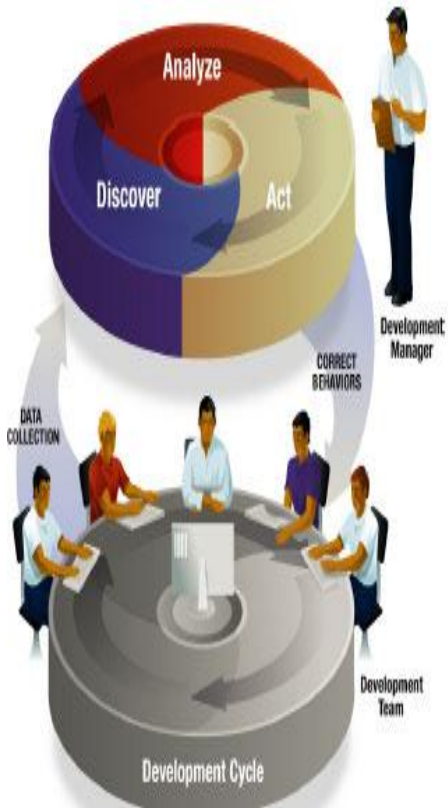 Analyze
Discover
Act
Development
Manager
CORRECT
BEHAVIORS
DATA
COLLECTION
Development
Team
Development Cycle